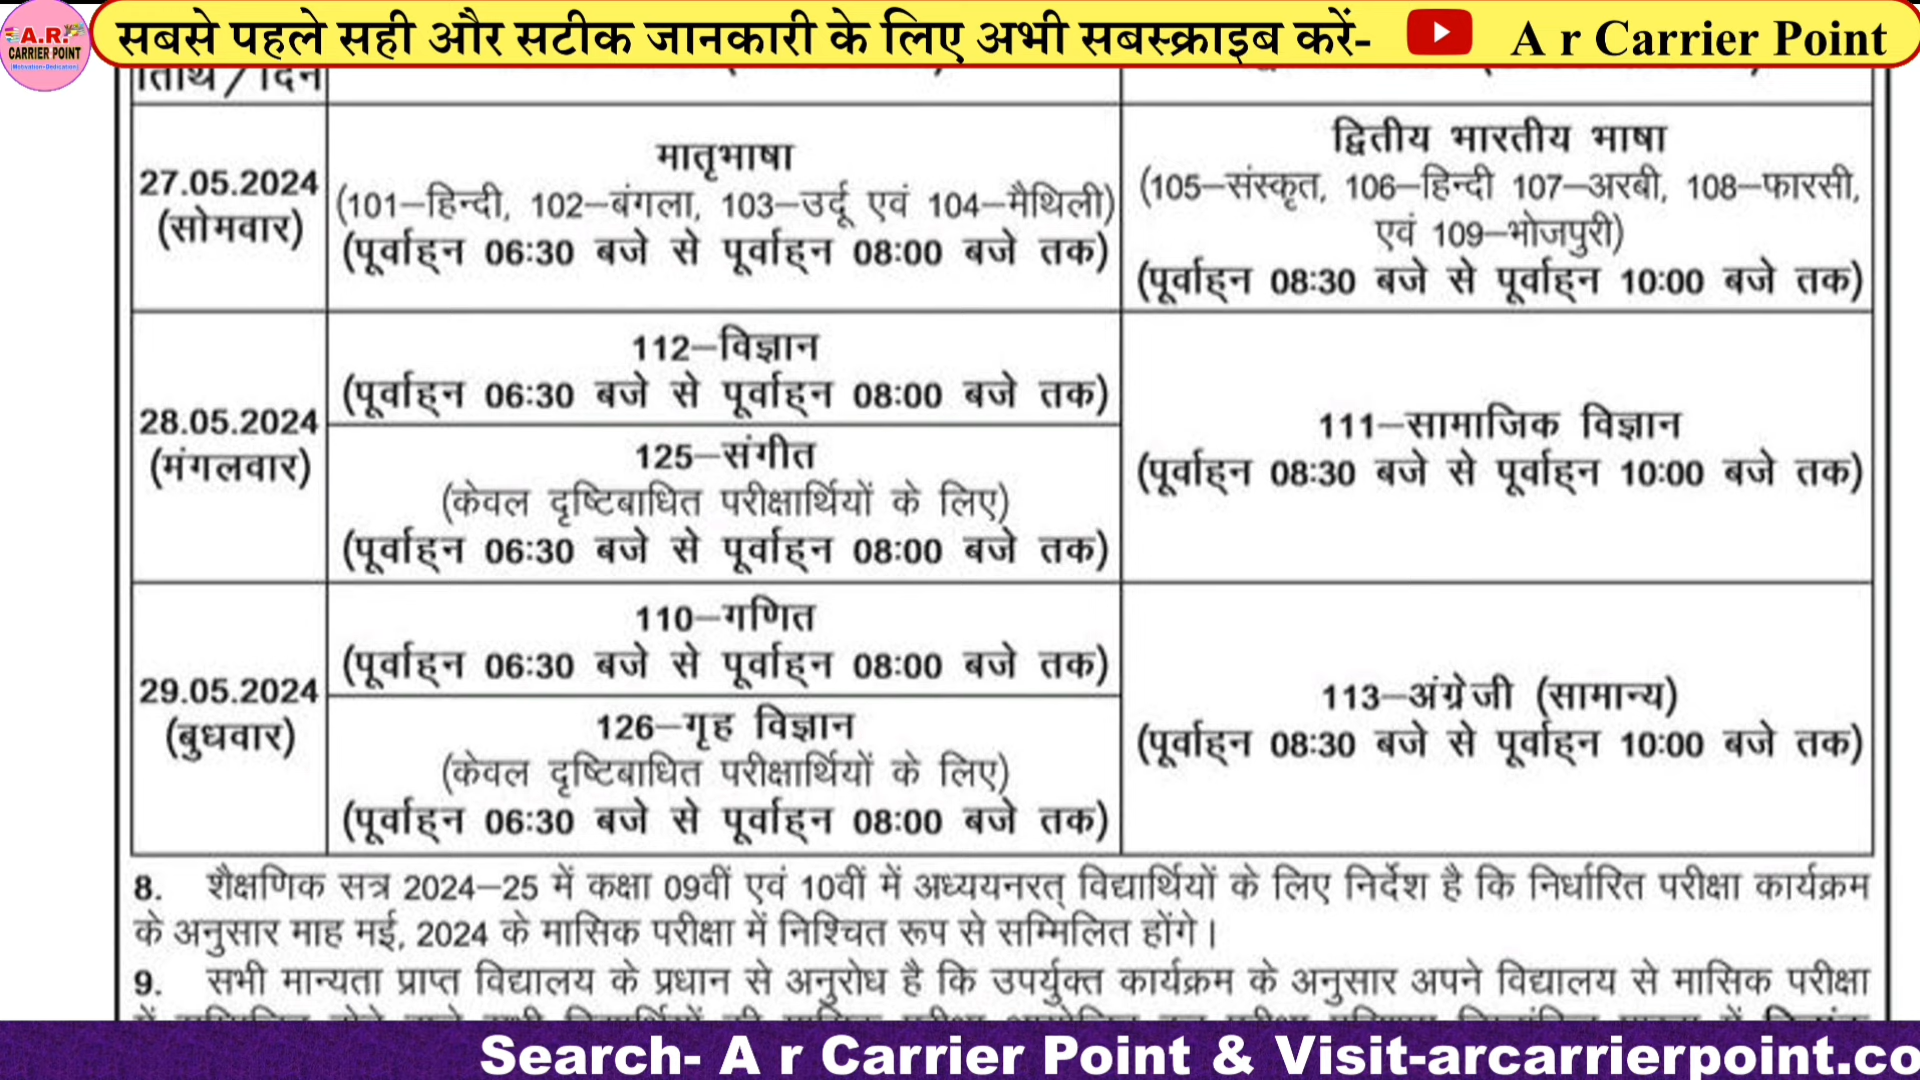 A.R.
CARRIER POINT
(Motivation-Dedication)
सबसे पहले सही और सटीक जानकारी के लिए अभी सबस्क्राइब करें-
A r Carrier Point
तिथि / दिन
27.05.2024
(सोमवार)
मातृभाषा
(101–हिन्दी, 102–बंगला, 103–उर्दू एवं 104–मैथिली)
(पूर्वाह्न 06:30 बजे से पूर्वाह्न 08:00 बजे तक)
द्वितीय भारतीय भाषा
(105–संस्कृत, 106–हिन्दी 107–अरबी, 108–फारसी,
एवं 109–भोजपुरी)
(पूर्वाह्न 08:30 बजे से पूर्वाह्न 10:00 बजे तक)
28.05.2024
(मंगलवार)
112–विज्ञान
(पूर्वाह्न 06:30 बजे से पूर्वाह्न 08:00 बजे तक)
125–संगीत
(केवल दृष्टिबाधित परीक्षार्थियों के लिए)
(पूर्वाह्न 06:30 बजे से पूर्वाह्न 08:00 बजे तक)
111–सामाजिक विज्ञान
(पूर्वाह्न 08:30 बजे से पूर्वाह्न 10:00 बजे तक)
29.05.2024
(बुधवार)
110–गणित
(पूर्वाह्न 06:30 बजे से पूर्वाह्न 08:00 बजे तक)
126–गृह विज्ञान
(केवल दृष्टिबाधित परीक्षार्थियों के लिए)
(पूर्वाह्न 06:30 बजे से पूर्वाह्न 08:00 बजे तक)
113–अंग्रेजी (सामान्य)
(पूर्वाह्न 08:30 बजे से पूर्वाह्न 10:00 बजे तक)
8. शैक्षणिक सत्र 2024–25 में कक्षा 09वीं एवं 10वीं में अध्ययनरत् विद्यार्थियों के लिए निर्देश है कि निर्धारित परीक्षा कार्यक्रम
के अनुसार माह मई, 2024 के मासिक परीक्षा में निश्चित रूप से सम्मिलित होंगे।
9. सभी मान्यता प्राप्त विद्यालय के प्रधान से अनुरोध है कि उपर्युक्त कार्यक्रम के अनुसार अपने विद्यालय से मासिक परीक्षा
Search- A r Carrier Point & Visit-arcarrierpoint.co